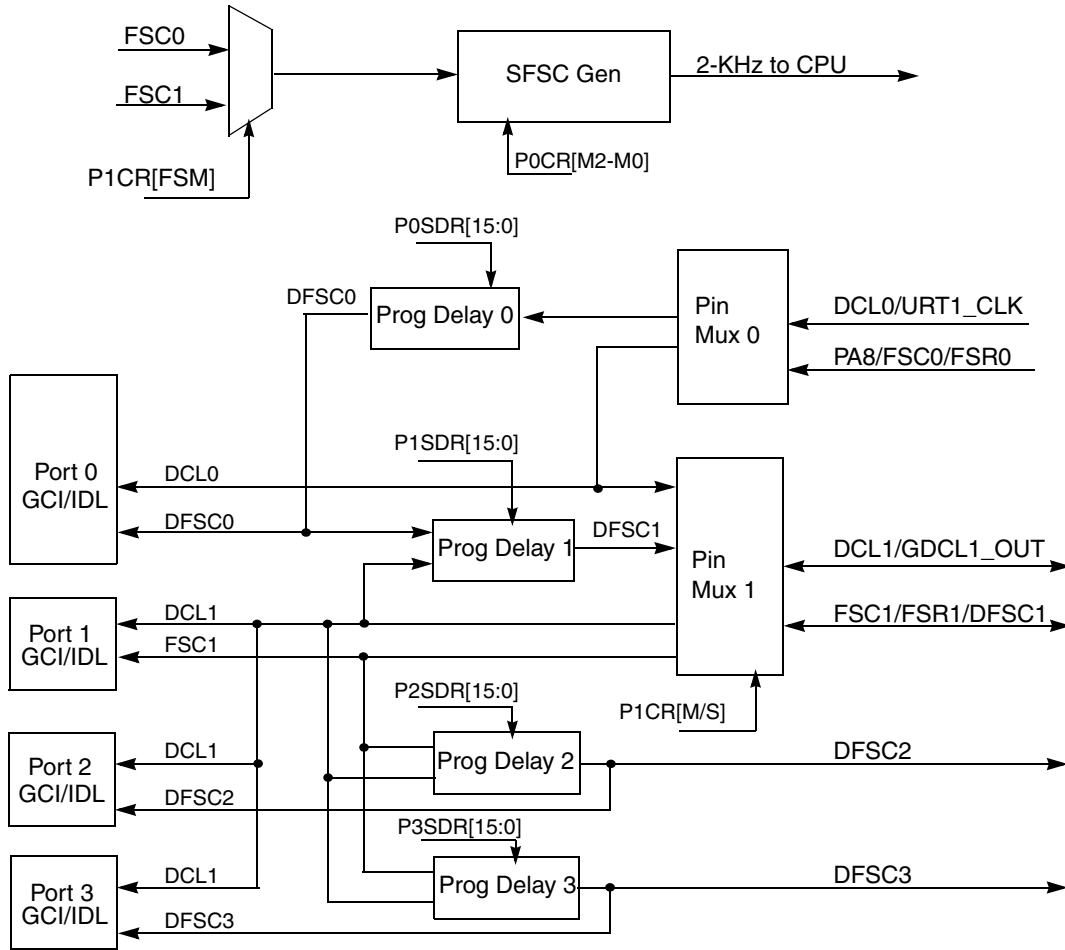 FSC0
FSC1
SFSC Gen
2-KHz to CPU
P0CR[M2-M0]
P1CR[FSM]
P0SDR[15:0]
DFSC0
Prog Delay 0
Pin
Mux 0
DCL0/URT1_CLK
PA8/FSC0/FSR0
P1SDR[15:0]
Port 0
GCI/IDL
DCL0
DFSC0
Prog Delay 1
DFSC1
Pin
Mux 1
DCL1/GDCL1_OUT
FSC1/FSR1/DFSC1
Port 1
GCI/IDL
DCL1
FSC1
P2SDR[15:0]
P1CR[M/S]
Port 2
GCI/IDL
DCL1
DFSC2
Prog Delay 2
DFSC2
P3SDR[15:0]
Port 3
GCI/IDL
DCL1
DFSC3
Prog Delay 3
DFSC3